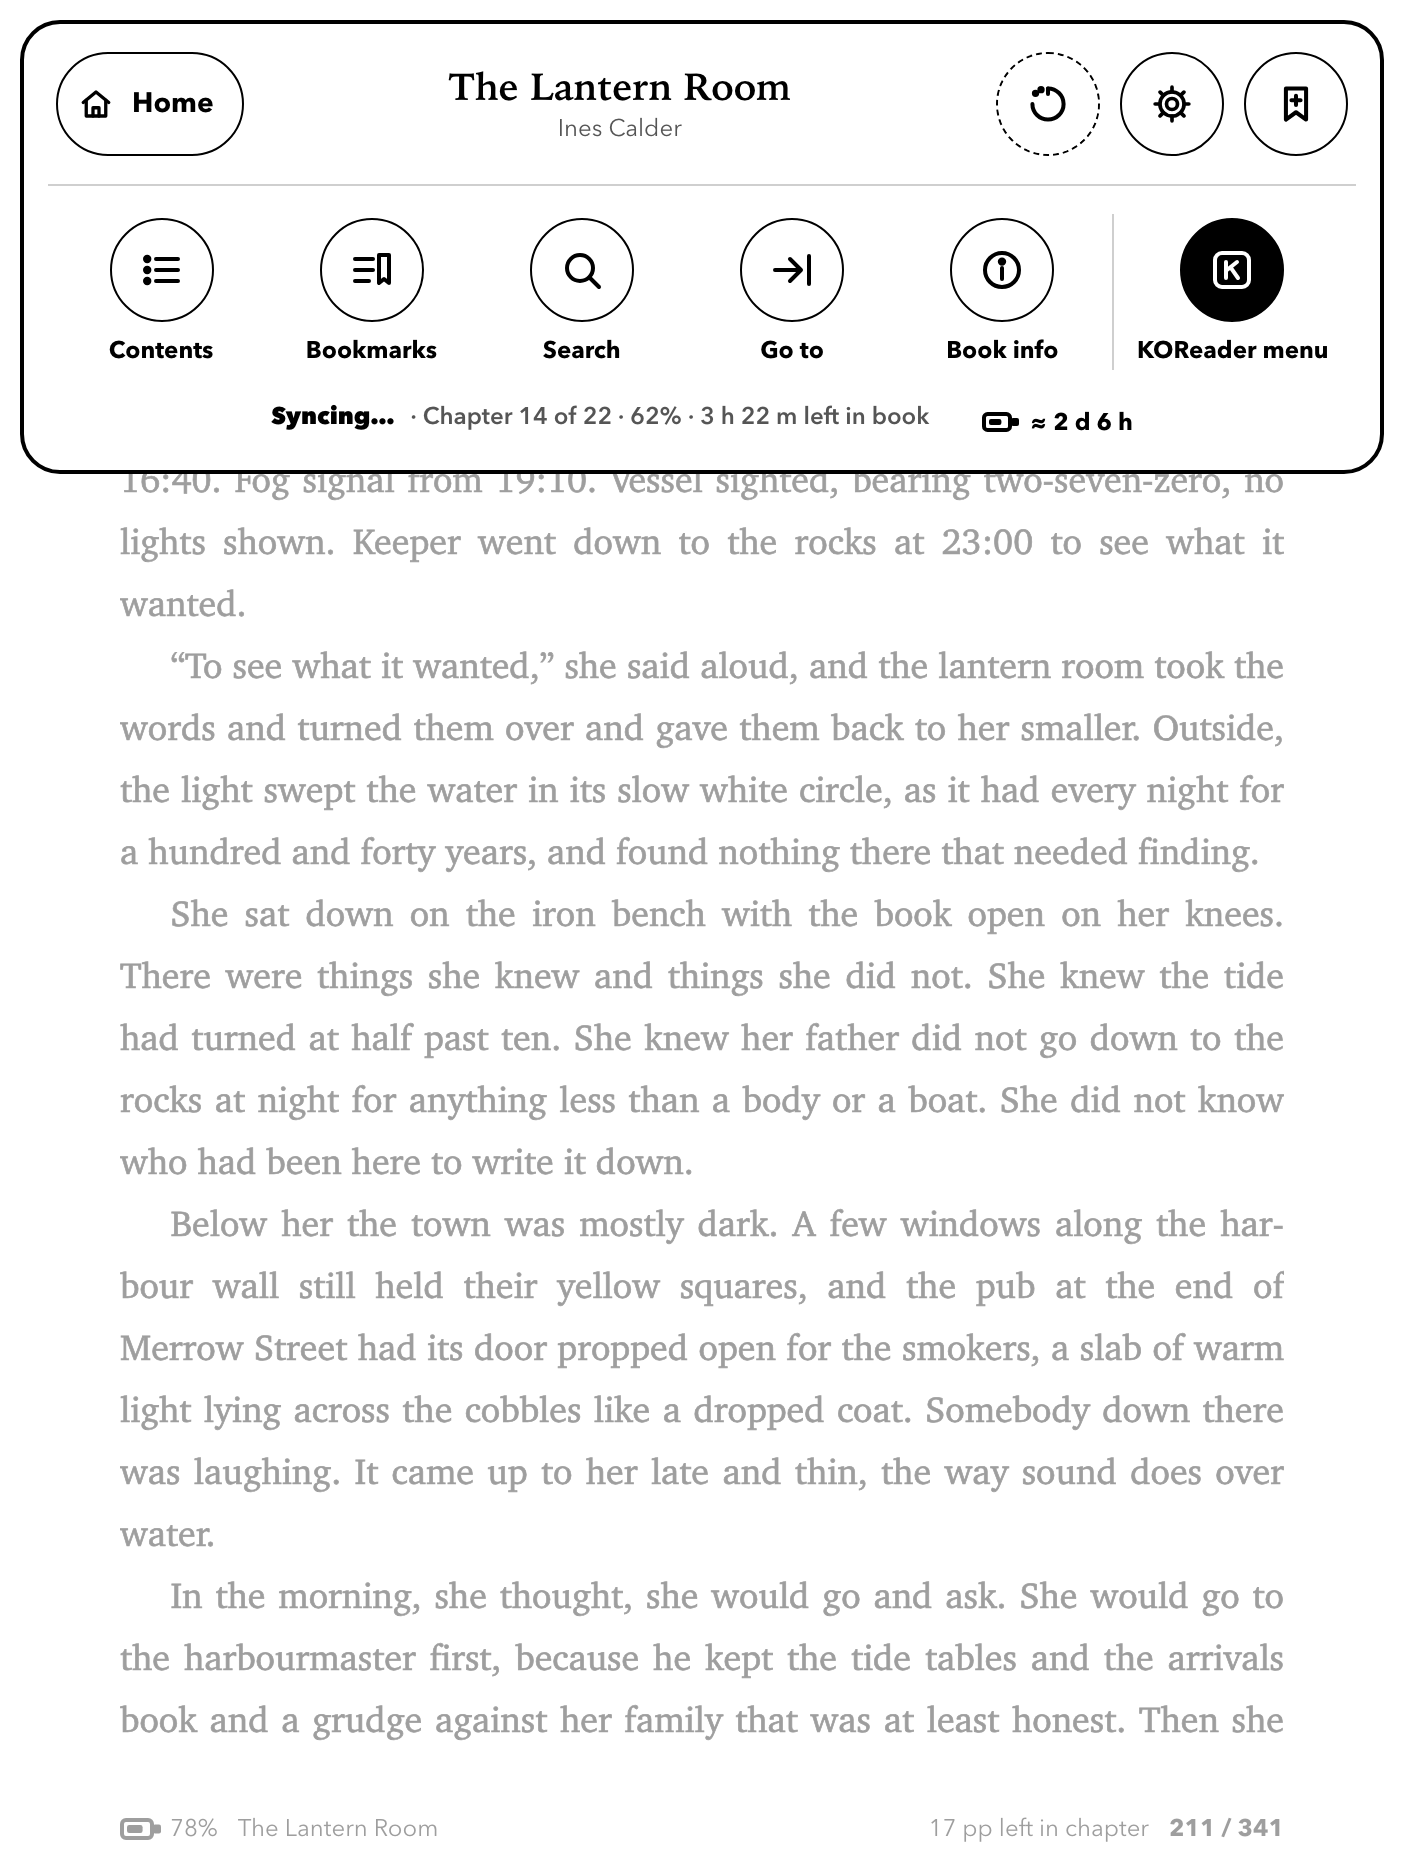 Home
The Lantern Room
Ines Calder
Contents
Bookmarks
Search
Go to
Book info
KOReader menu
Syncing... · Chapter 14 of 22 · 62% · 3 h 22 m left in book ≈ 2 d 6 h
16:40. Fog signal from 19:10. Vessel sighted, bearing two-seven-zero, no
lights shown. Keeper went down to the rocks at 23:00 to see what it
wanted.
“To see what it wanted,” she said aloud, and the lantern room took the
words and turned them over and gave them back to her smaller. Outside,
the light swept the water in its slow white circle, as it had every night for
a hundred and forty years, and found nothing there that needed finding.
She sat down on the iron bench with the book open on her knees.
There were things she knew and things she did not. She knew the tide
had turned at half past ten. She knew her father did not go down to the
rocks at night for anything less than a body or a boat. She did not know
who had been here to write it down.
Below her the town was mostly dark. A few windows along the har-
bour wall still held their yellow squares, and the pub at the end of
Merrow Street had its door propped open for the smokers, a slab of warm
light lying across the cobbles like a dropped coat. Somebody down there
was laughing. It came up to her late and thin, the way sound does over
water.
In the morning, she thought, she would go and ask. She would go to
the harbourmaster first, because he kept the tide tables and the arrivals
book and a grudge against her family that was at least honest. Then she
78% The Lantern Room 17 pp left in chapter 211 / 341